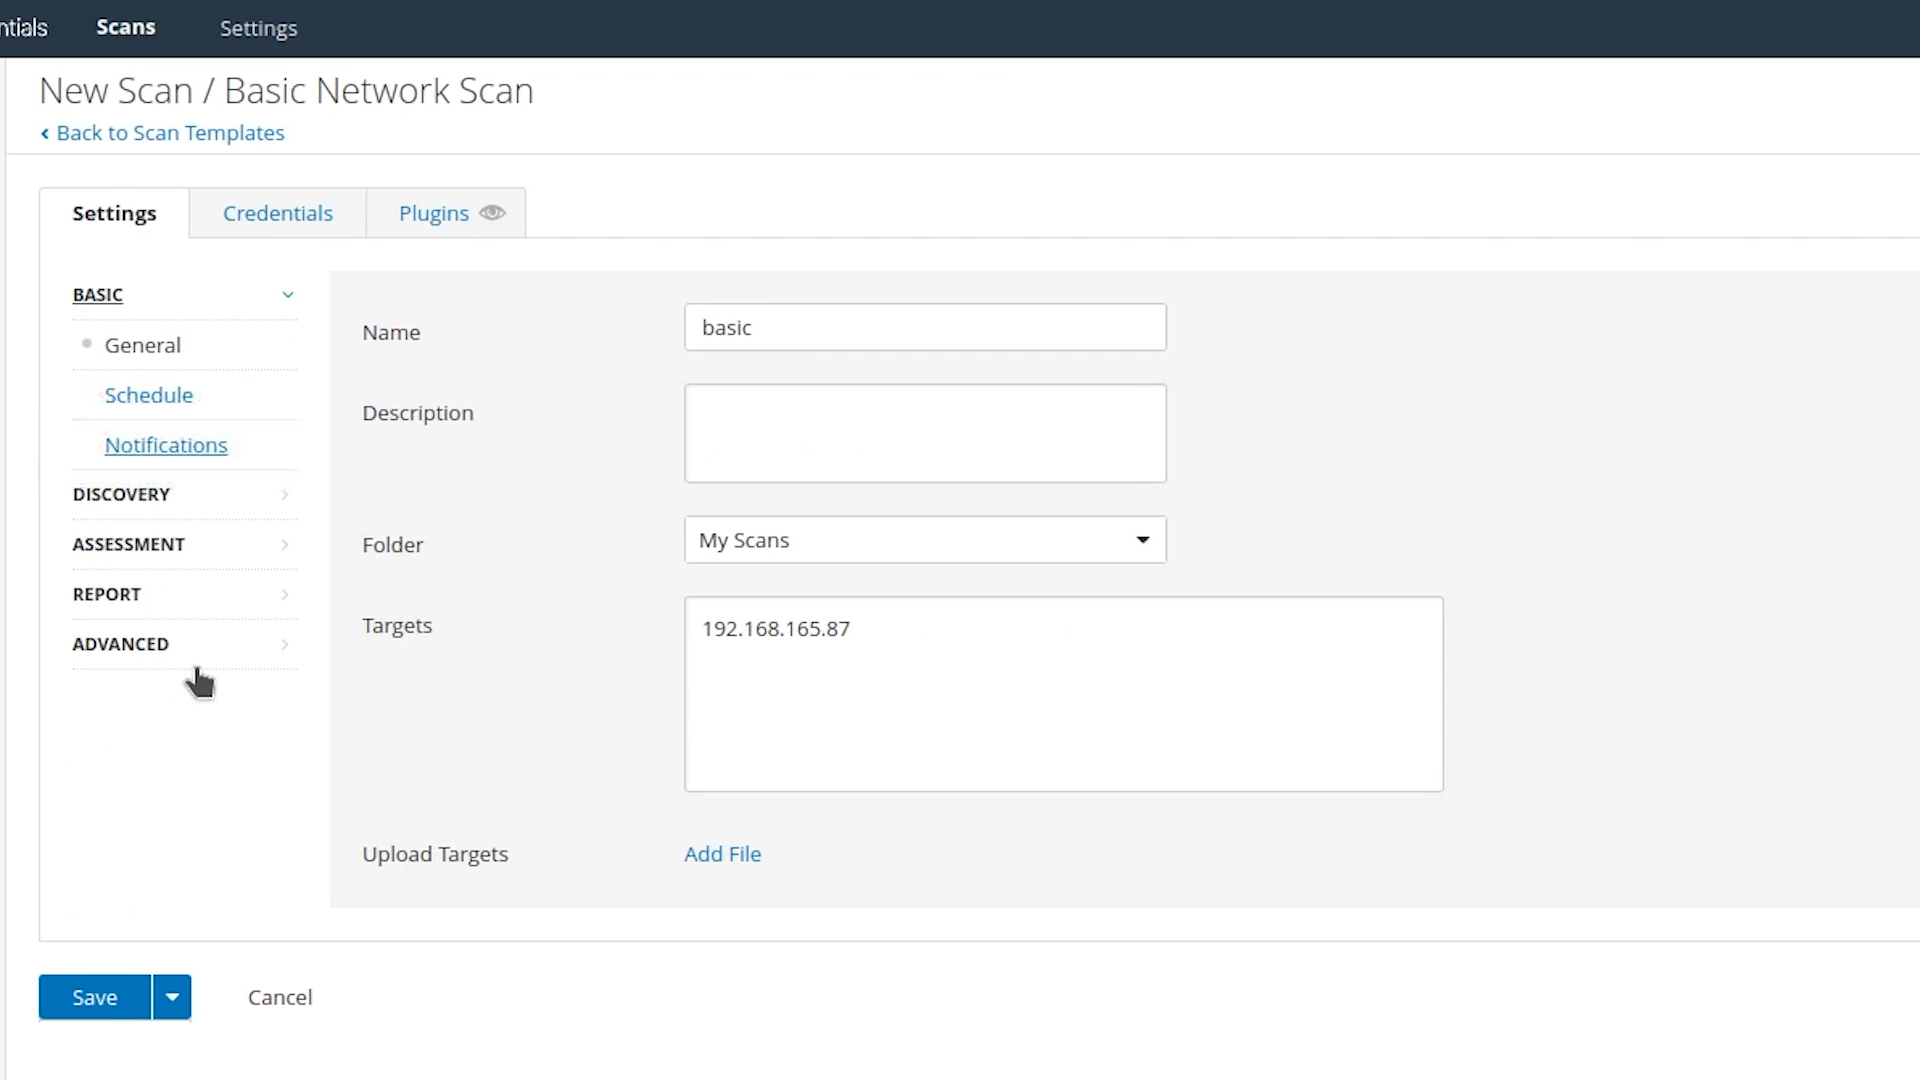 ntials Scans Settings
New Scan / Basic Network Scan
‹ Back to Scan Templates
Settings Credentials Plugins
BASIC
General
Schedule
Notifications
DISCOVERY
ASSESSMENT
REPORT
ADVANCED
Name basic
Description
Folder My Scans
Targets 192.168.165.87
Upload Targets Add File
Save Cancel